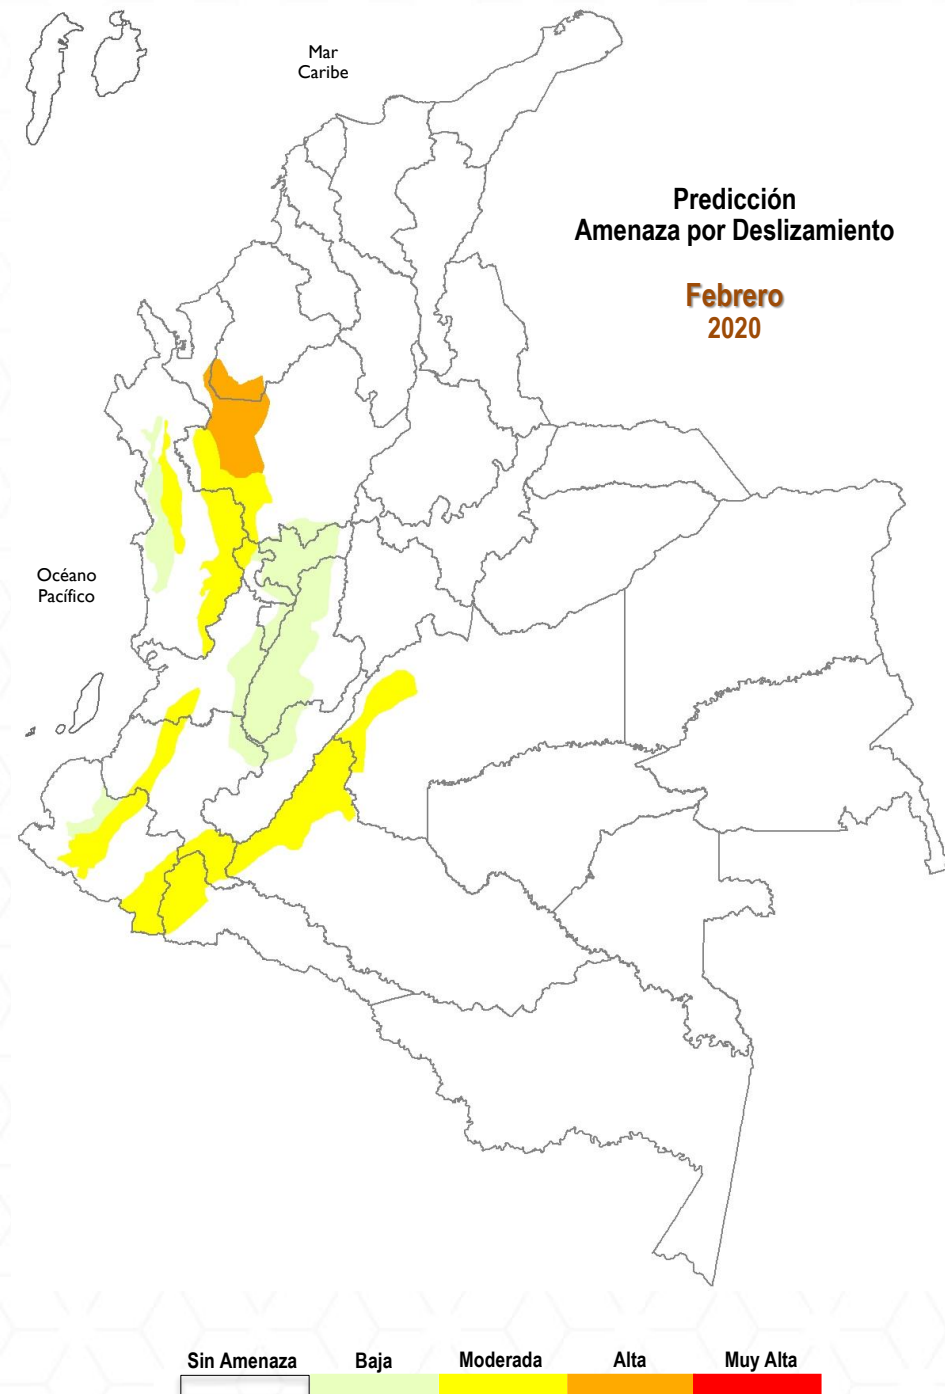 Mar
Caribe
Predicción
Amenaza por Deslizamiento
Febrero
2020
Océano
Pacífico
Sin Amenaza
Baja
Moderada
Alta
Muy Alta